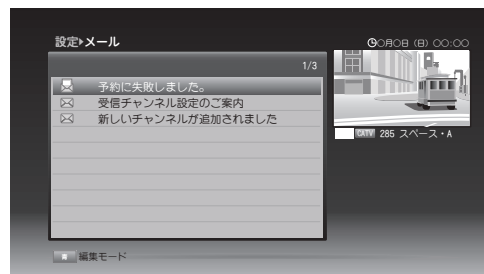 設定▶メール
○月○日 (日) ○○:○○
1/3
予約に失敗しました。
受信チャンネル設定のご案内
新しいチャンネルが追加されました
CATV 285 スペース・A
編集モード